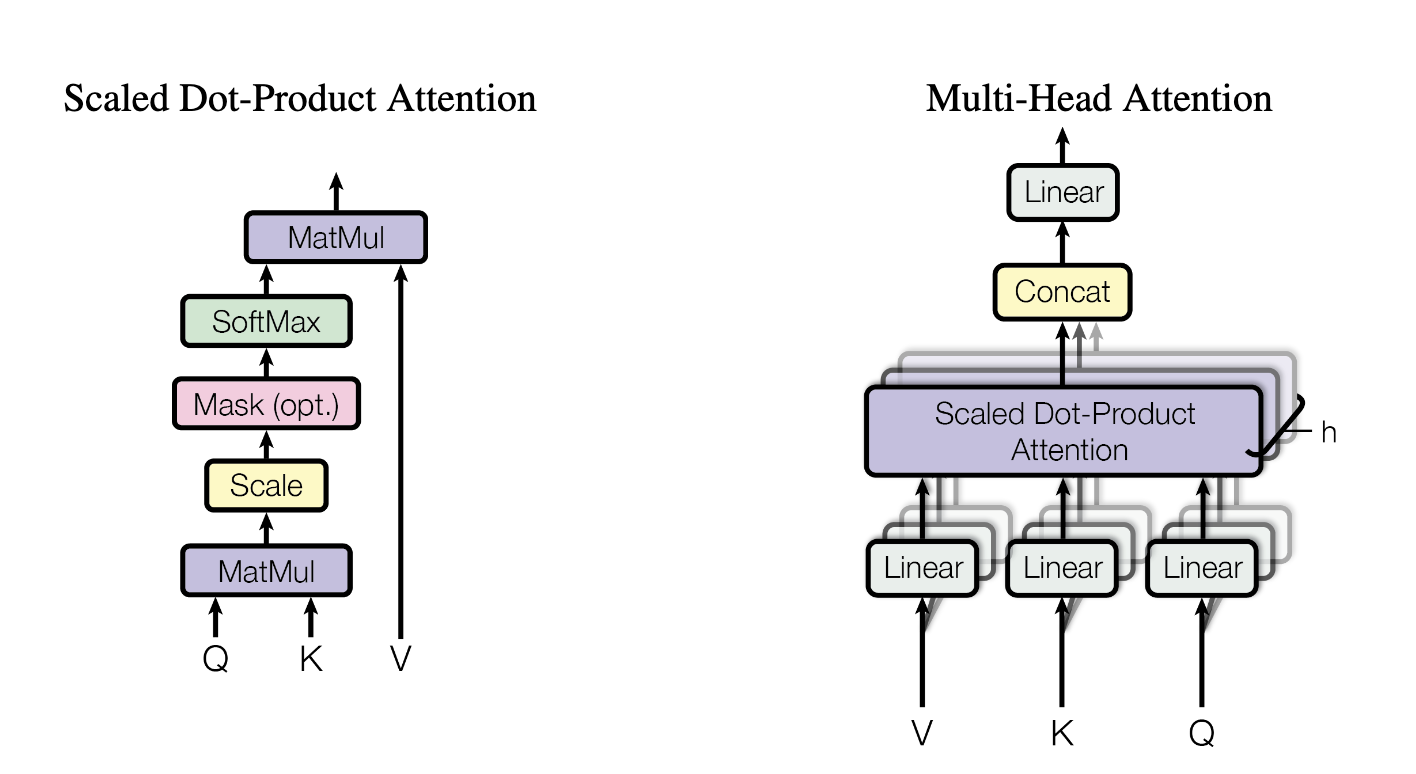 Scaled Dot-Product Attention
MatMul
SoftMax
Mask (opt.)
Scale
MatMul
Q K V
Multi-Head Attention
Linear
Concat
Scaled Dot-Product
Attention
h
Linear Linear Linear
V K Q